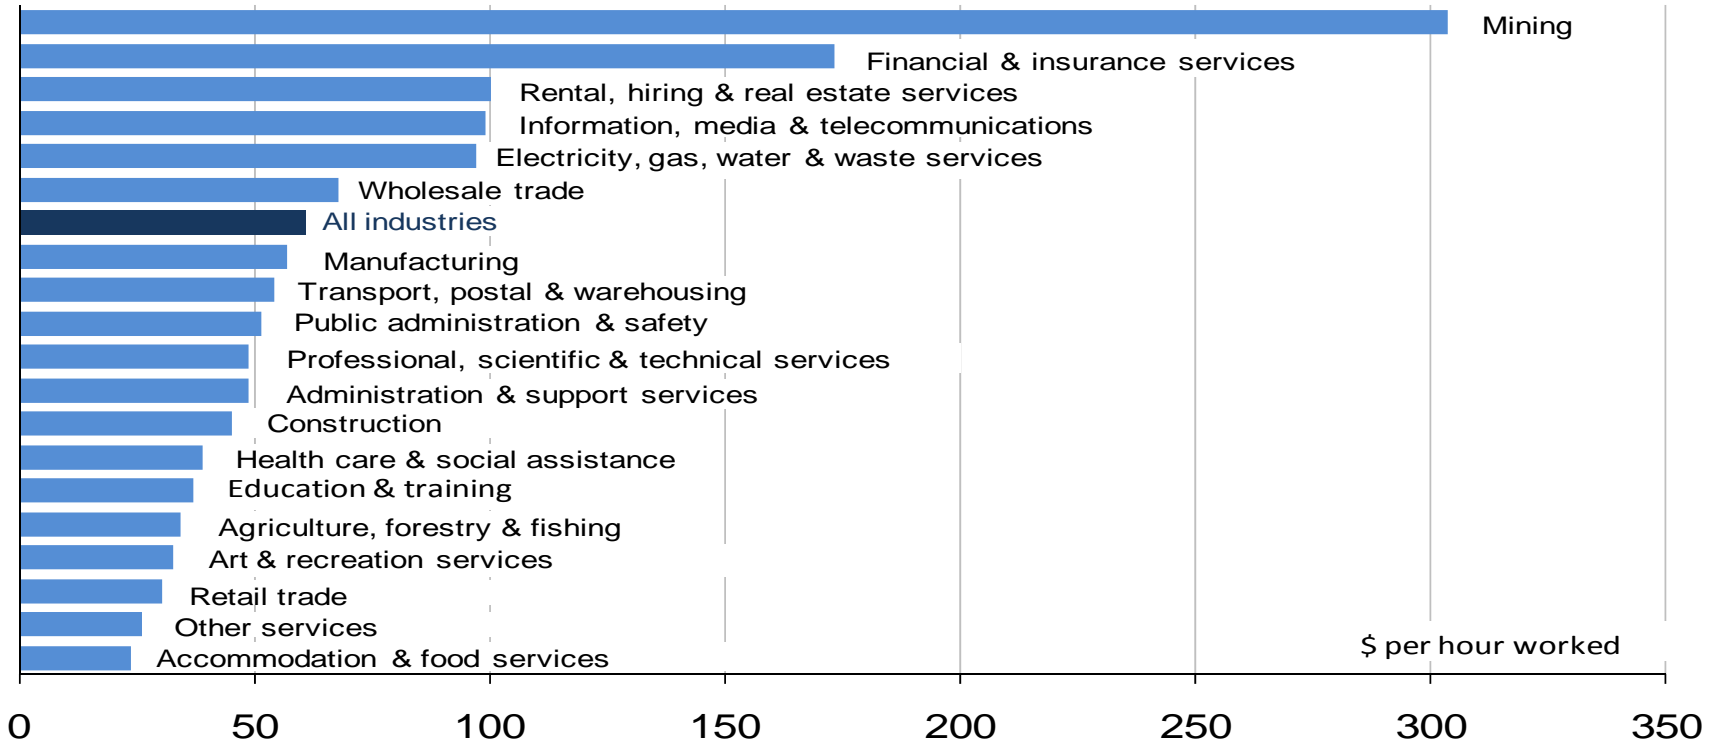 Mining
Financial & insurance services
Rental, hiring & real estate services
Information, media & telecommunications
Electricity, gas, water & waste services
Wholesale trade
All industries
Manufacturing
Transport, postal & warehousing
Public administration & safety
Professional, scientific & technical services
Administration & support services
Construction
Health care & social assistance
Education & training
Agriculture, forestry & fishing
Art & recreation services
Retail trade
Other services
$ per hour worked
Accommodation & food services
0 50 100 150 200 250 300 350